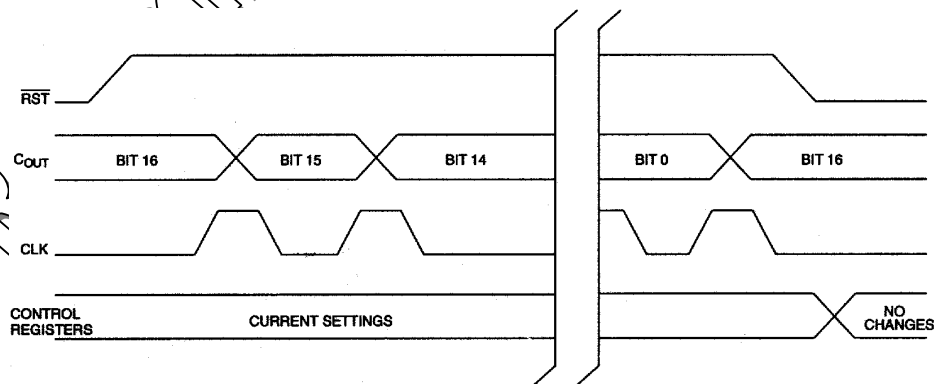 RST
COUT BIT 16 BIT 15 BIT 14 BIT 0 BIT 16
CLK
CONTROL REGISTERS CURRENT SETTINGS NO CHANGES